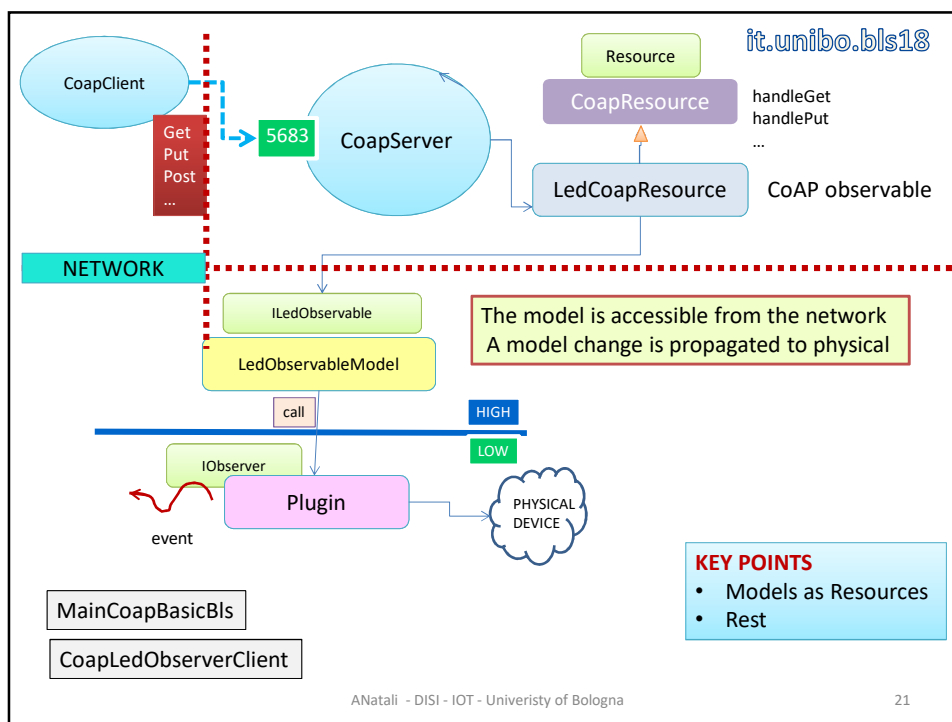 it.unibo.bls18
Resource
CoapClient
CoapResource
handleGet
handlePut
...
5683
CoapServer
Get
Put
Post
...
LedCoapResource
CoAP observable
NETWORK
ILedObservable
The model is accessible from the network
A model change is propagated to physical
LedObservableModel
call
HIGH
LOW
IObserver
Plugin
PHYSICAL
DEVICE
event
KEY POINTS
• Models as Resources
• Rest
MainCoapBasicBls
CoapLedObserverClient
ANatali - DISI - IOT - Univeristy of Bologna
21